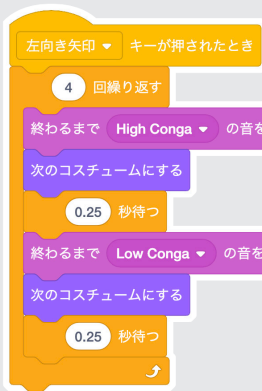 左向き矢印 キーが押されたとき
4 回繰り返す
終わるまで High Conga の音を
次のコスチュームにする
0.25 秒待つ
終わるまで Low Conga の音を
次のコスチュームにする
0.25 秒待つ